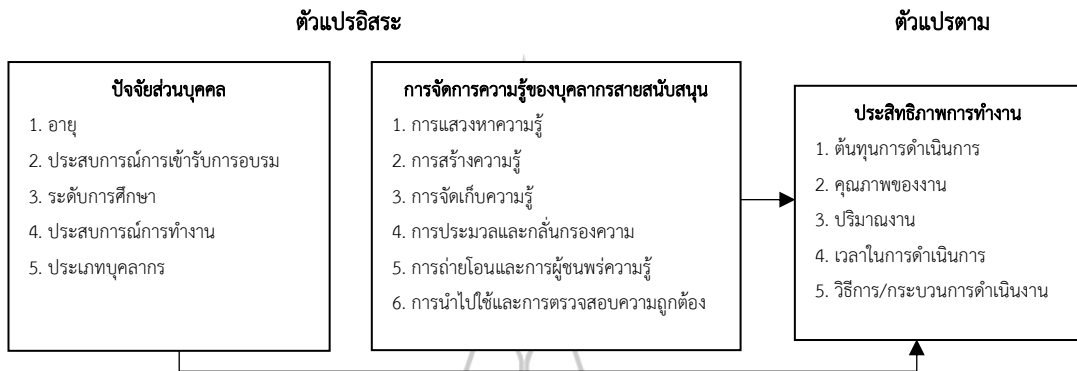 ตัวแปรอิสระ
ตัวแปรตาม
ปัจจัยส่วนบุคคล
1. อายุ
2. ประสบการณ์การเข้ารับการอบรม
3. ระดับการศึกษา
4. ประสบการณ์การทำงาน
5. ประเภทบุคลากร
การจัดการความรู้ของบุคลากรสายสนับสนุน
1. การแสวงหาความรู้
2. การสร้างความรู้
3. การจัดเก็บความรู้
4. การประมวลและกลั่นกรองความ
5. การถ่ายโอนและการผู้ชนพร่ความรู้
6. การนำไปใช้และการตรวจสอบความถูกต้อง
ประสิทธิภาพการทำงาน
1. ต้นทุนการดำเนินการ
2. คุณภาพของงาน
3. ปริมาณงาน
4. เวลาในการดำเนินการ
5. วิธีการ/กระบวนการดำเนินงาน